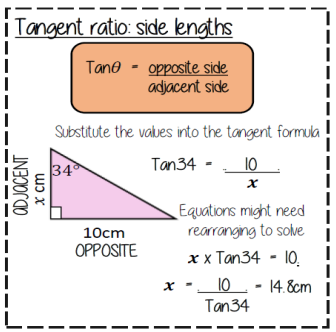 Tangent ratio: side lengths
Tanθ = opposite side
adjacent side
Substitute the values into the tangent formula
ADJACENT
x cm
34°
10cm
OPPOSITE
Tan34 = 10
x
Equations might need
rearranging to solve
x x Tan34 = 10.
x = 10 = 14.8cm
Tan34